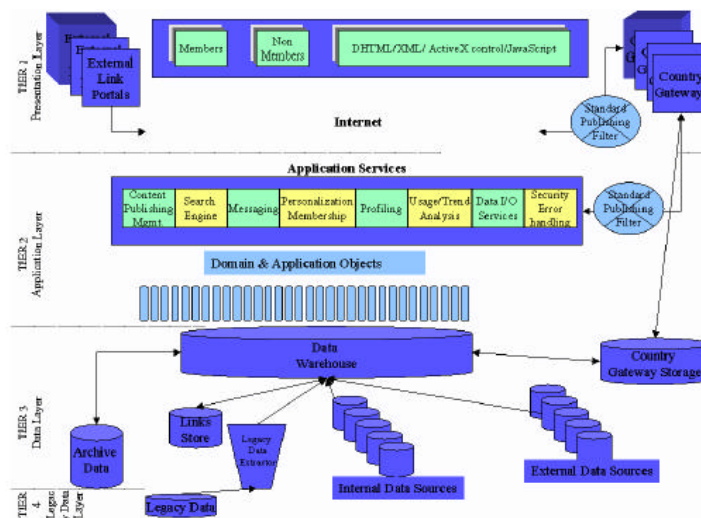 TIER 1
Presentation Layer
External
Link
Portals
Members
Non
Members
DHTML/XML/ ActiveX control/JavaScript
Country
Gateway
Standard
Publishing
Filter
Internet
Application Services
TIER 2
Application Layer
Content
Publishing
Mgmt.
Search
Engine
Messaging
Personalization
Membership
Profiling
Usage/Trend
Analysis
Data I/O
Services
Security
Error
handling
Standard
Publishing
Filter
Domain & Application Objects
TIER 3
Data Layer
Data
Warehouse
Country
Gateway Storage
Links
Store
Archive
Data
Legacy
Data
Extractor
Internal Data Sources
External Data Sources
TIER
4
Legac
y Data
Layer
Legacy Data